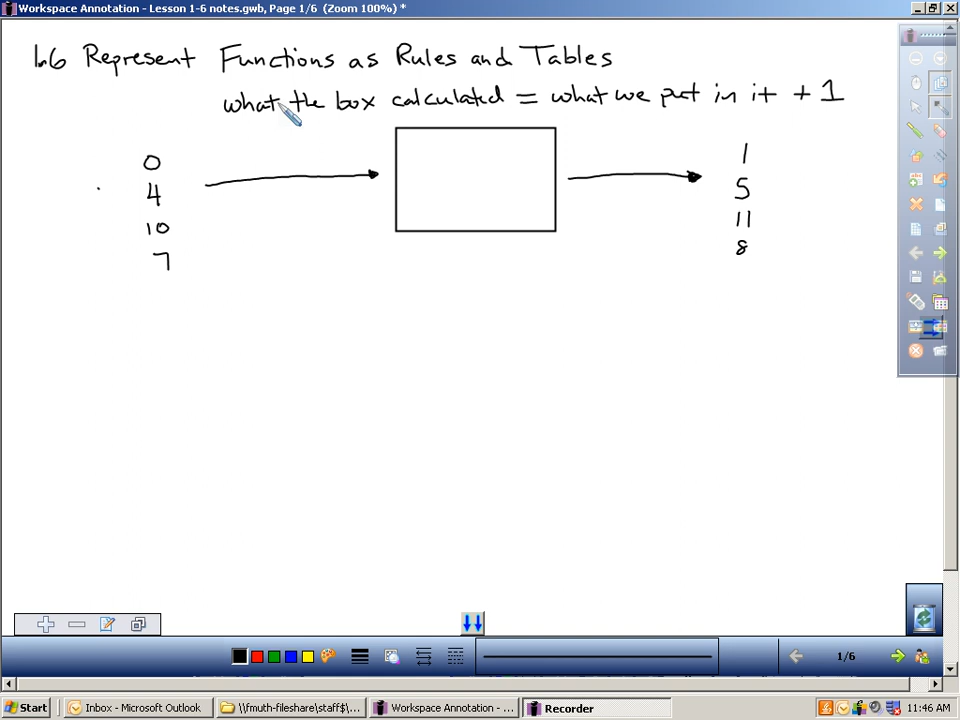 Workspace Annotation - Lesson 1-6 notes.gwb, Page 1/6 (Zoom 100%) *
1.6 Represent Functions as Rules and Tables
what the box calculated = what we put in it + 1
0
4
10
7
1
5
11
8
1/6
Start
Inbox - Microsoft Outlook
\\fmuth-fileshare\staff$\...
Workspace Annotation - ...
Recorder
11:46 AM